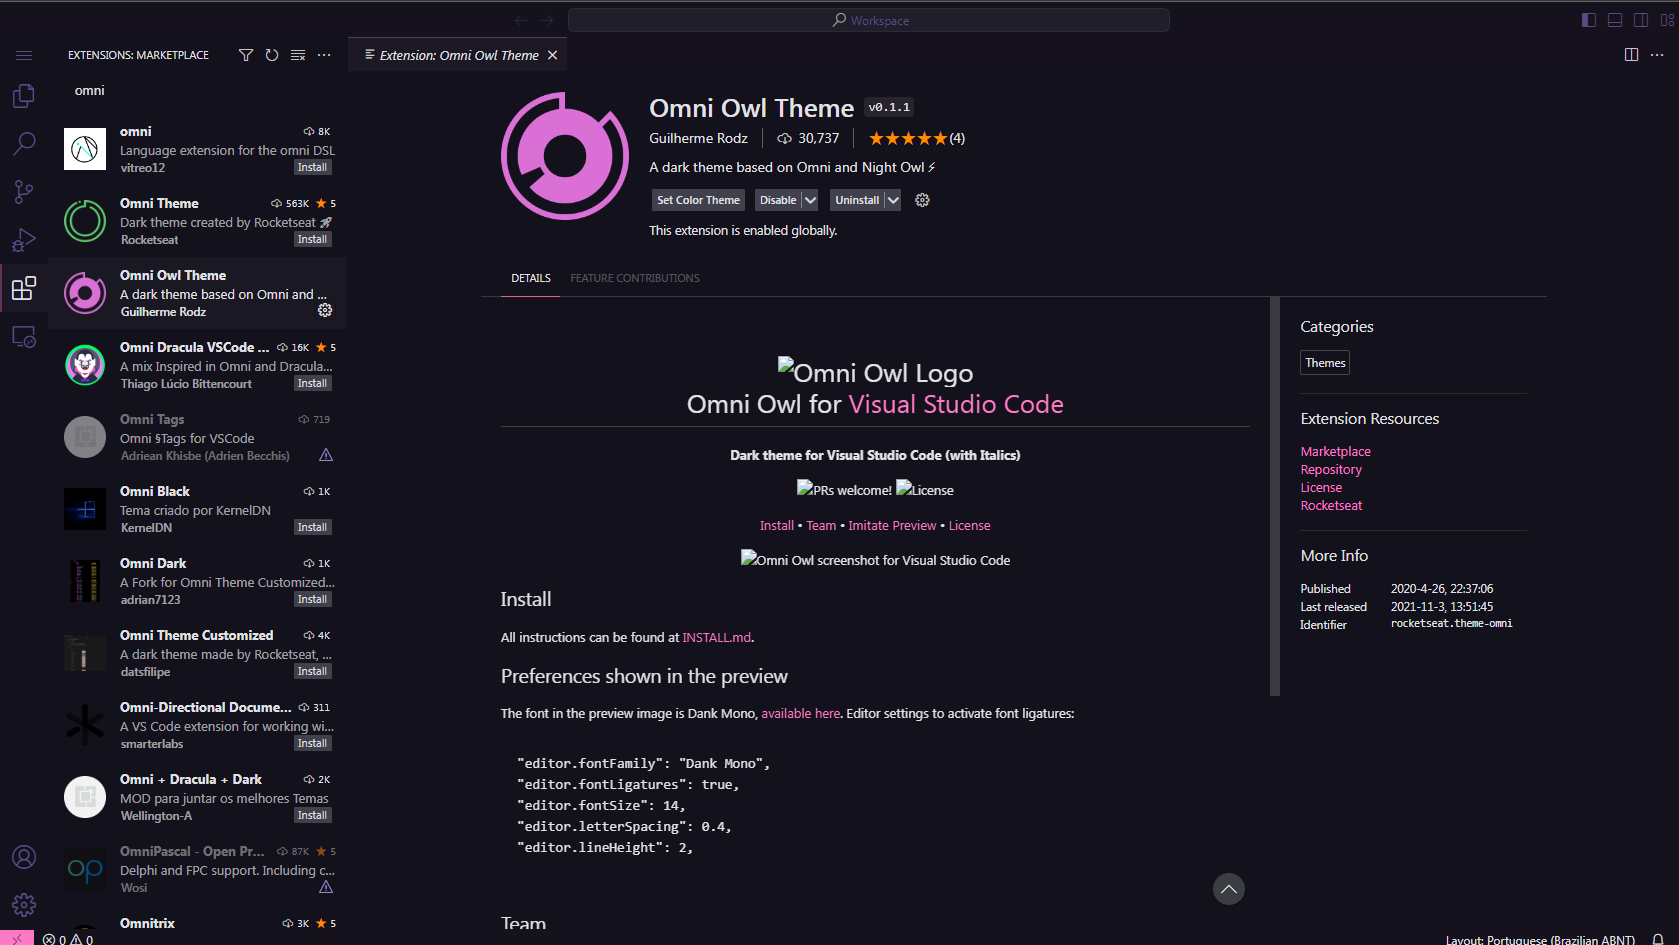 Workspace
EXTENSIONS: MARKETPLACE
Extension: Omni Owl Theme
omni
omni 8K
Language extension for the omni DSL
vitreo12 Install
Omni Theme 563K ★ 5
Dark theme created by Rocketseat 🚀
Rocketseat Install
Omni Owl Theme
A dark theme based on Omni and ...
Guilherme Rodz
Omni Dracula VSCode ... 16K ★ 5
A mix Inspired in Omni and Dracula...
Thiago Lúcio Bittencourt Install
Omni Tags 719
Omni §Tags for VSCode
Adriean Khisbe (Adrien Becchis)
Omni Black 1K
Tema criado por KernelDN
KernelDN Install
Omni Dark 1K
A Fork for Omni Theme Customized...
adrian7123 Install
Omni Theme Customized 4K
A dark theme made by Rocketseat, ...
datsfilipe Install
Omni-Directional Docume... 311
A VS Code extension for working wi...
smarterlabs Install
Omni + Dracula + Dark 2K
MOD para juntar os melhores Temas
Wellington-A Install
OmniPascal - Open Pr... 87K ★ 5
op
Delphi and FPC support. Including c...
Wosi
Omnitrix 3K ★ 5
Omni Owl Theme v0.1.1
Guilherme Rodz 30,737 ★★★★★(4)
A dark theme based on Omni and Night Owl ⚡
Set Color Theme Disable Uninstall
This extension is enabled globally.
DETAILS FEATURE CONTRIBUTIONS
Omni Owl Logo
Omni Owl for Visual Studio Code
Dark theme for Visual Studio Code (with Italics)
PRs welcome! License
Install • Team • Imitate Preview • License
Omni Owl screenshot for Visual Studio Code
Install
All instructions can be found at INSTALL.md.
Preferences shown in the preview
The font in the preview image is Dank Mono, available here. Editor settings to activate font ligatures:
"editor.fontFamily": "Dank Mono",
"editor.fontLigatures": true,
"editor.fontSize": 14,
"editor.letterSpacing": 0.4,
"editor.lineHeight": 2,
Team
Categories
Themes
Extension Resources
Marketplace
Repository
License
Rocketseat
More Info
Published 2020-4-26, 22:37:06
Last released 2021-11-3, 13:51:45
Identifier rocketseat.theme-omni
0 0
Layout: Portuguese (Brazilian ABNT)